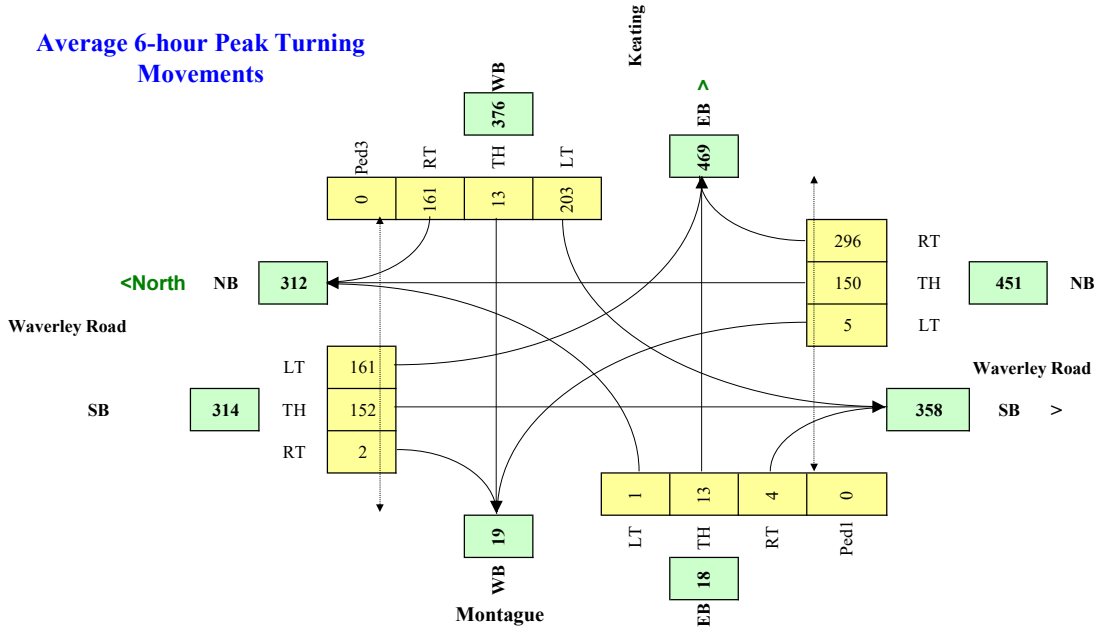 Average 6-hour Peak Turning
Movements
Keating
WB
376
EB
>
469
Ped3
RT
TH
LT
0
161
13
203
296
RT
<North
NB
312
150
TH
451
NB
5
LT
Waverley Road
LT
161
Waverley Road
SB
314
TH
152
358
SB
>
RT
2
1
13
4
0
19
LT
TH
RT
Ped1
WB
18
EB
Montague